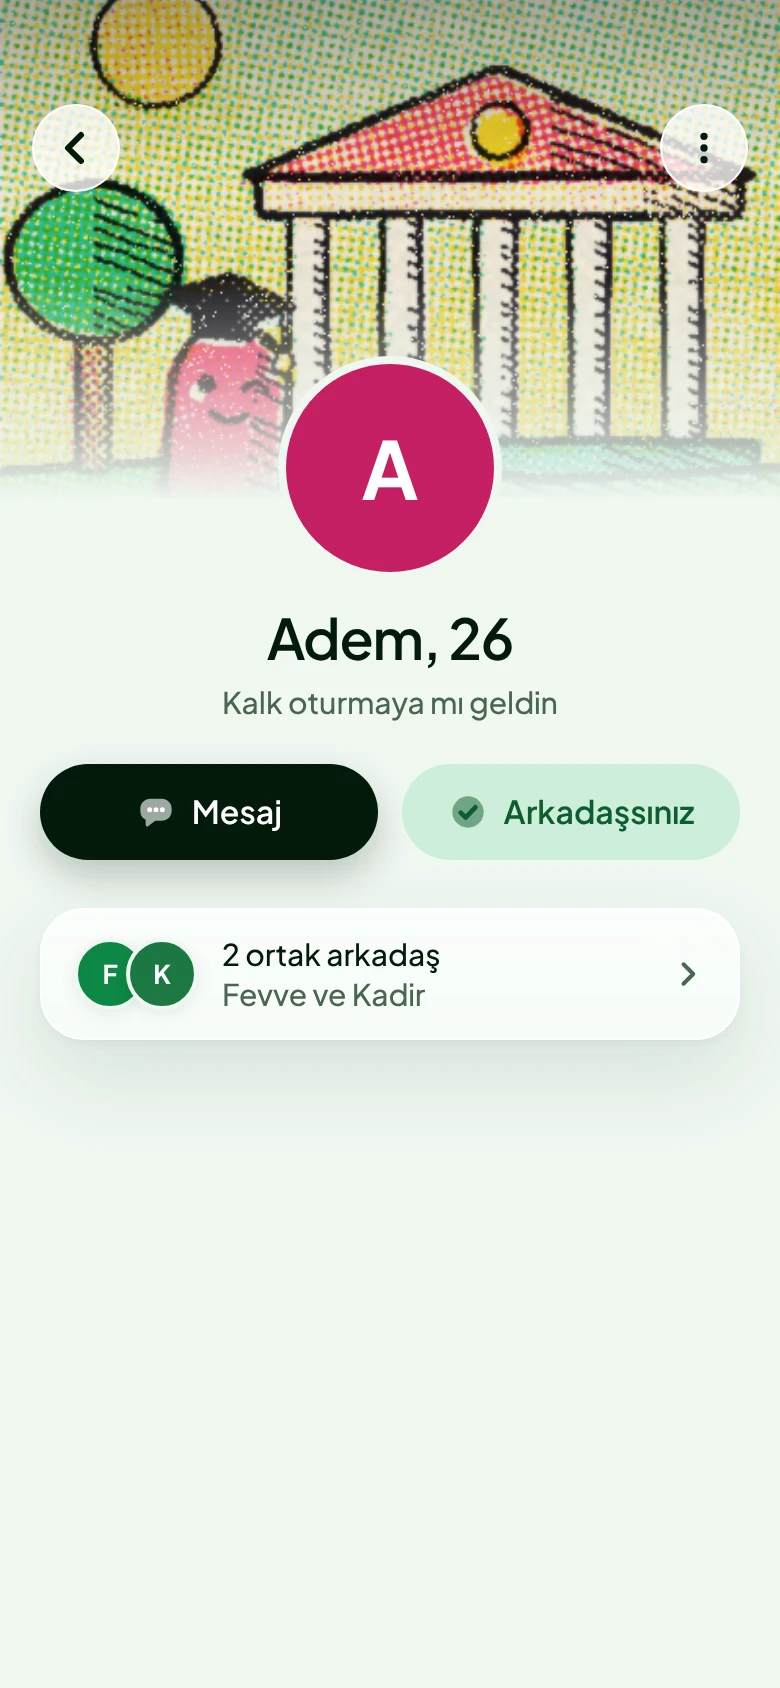 A
Adem, 26
Kalk oturmaya mı geldin
Mesaj
Arkadaşsınız
F K
2 ortak arkadaş
Fevve ve Kadir